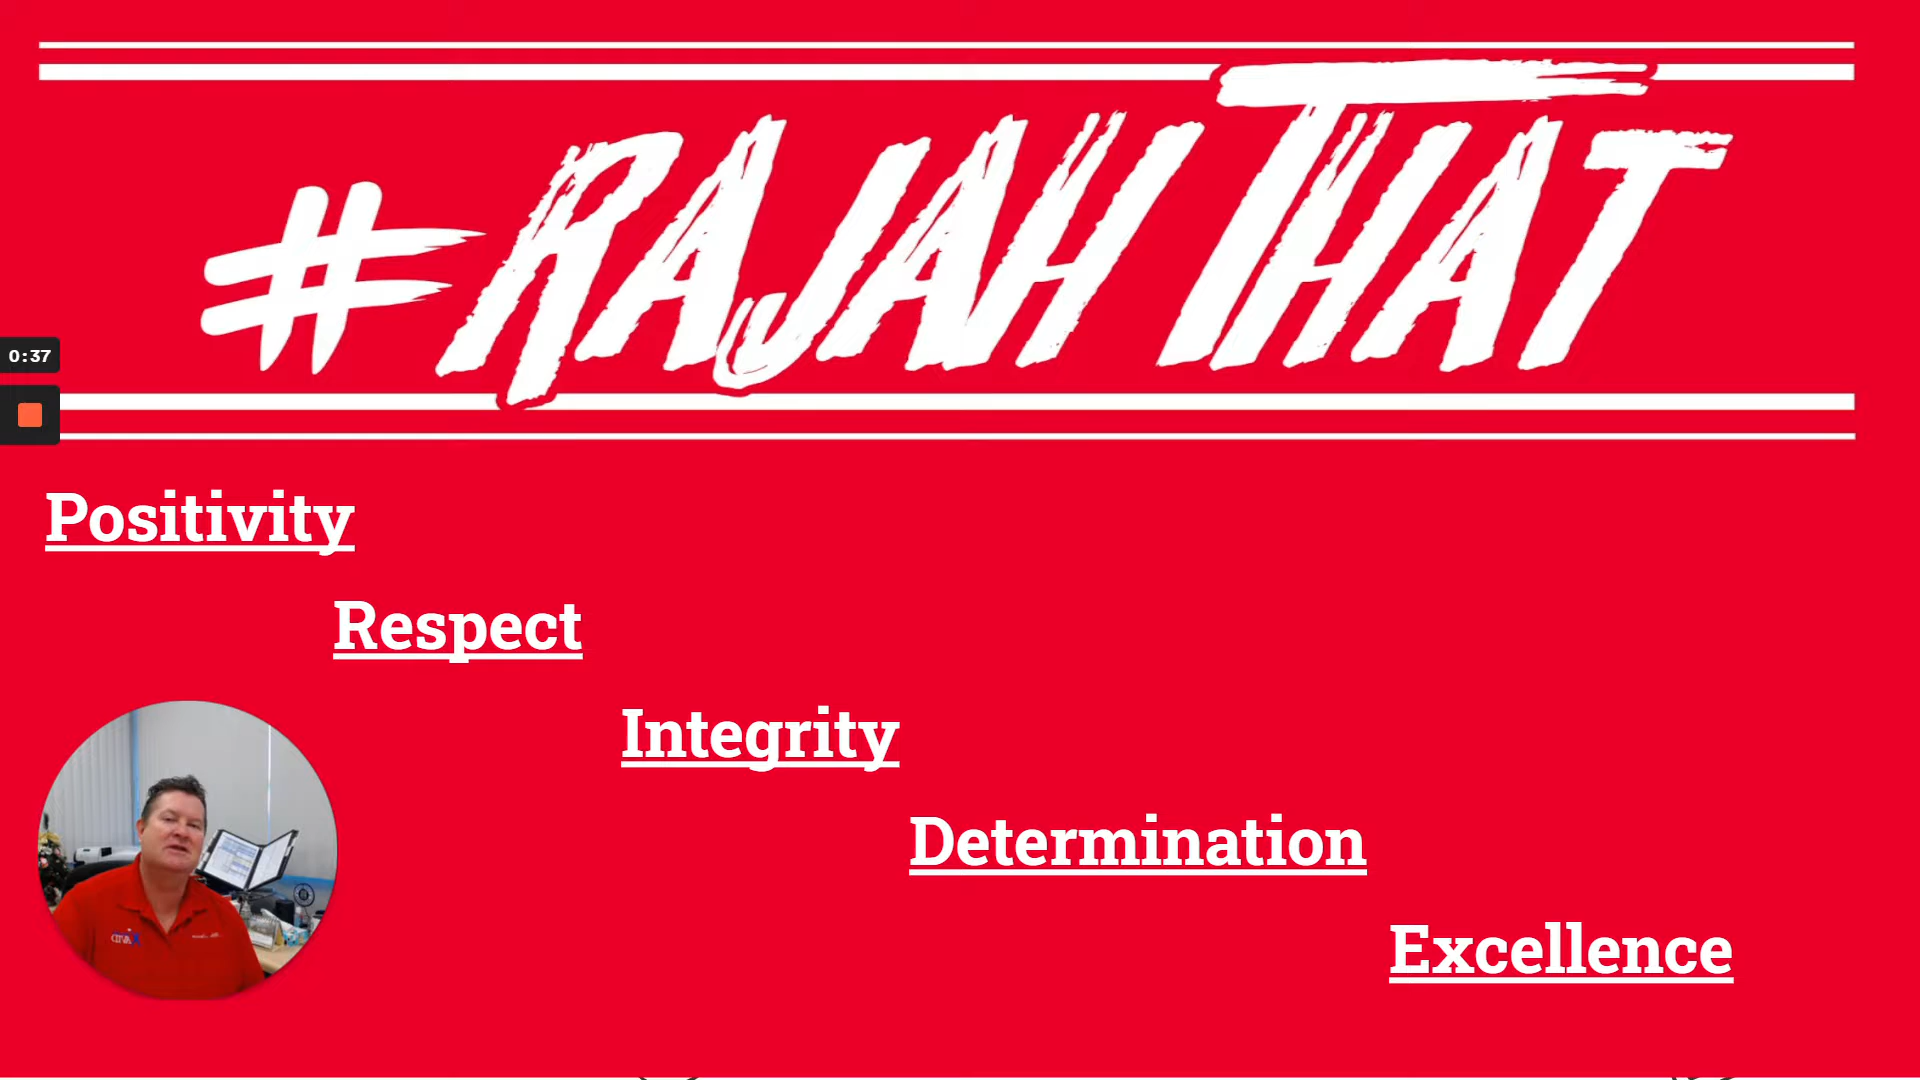 #RAJAH THAT
0:37
Positivity
Respect
Integrity
Determination
Excellence